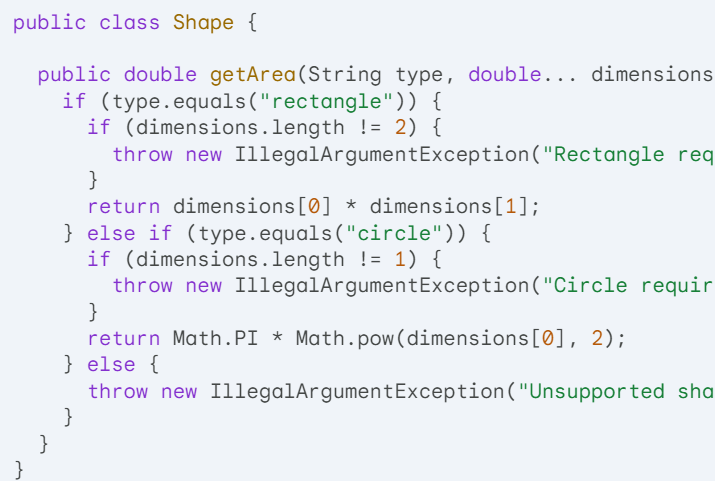 public class Shape {
public double getArea(String type, double... dimensions
if (type.equals("rectangle")) {
if (dimensions.length != 2) {
throw new IllegalArgumentException("Rectangle req
}
return dimensions[0] * dimensions[1];
} else if (type.equals("circle")) {
if (dimensions.length != 1) {
throw new IllegalArgumentException("Circle requir
}
return Math.PI * Math.pow(dimensions[0], 2);
} else {
throw new IllegalArgumentException("Unsupported sha
}
}
}